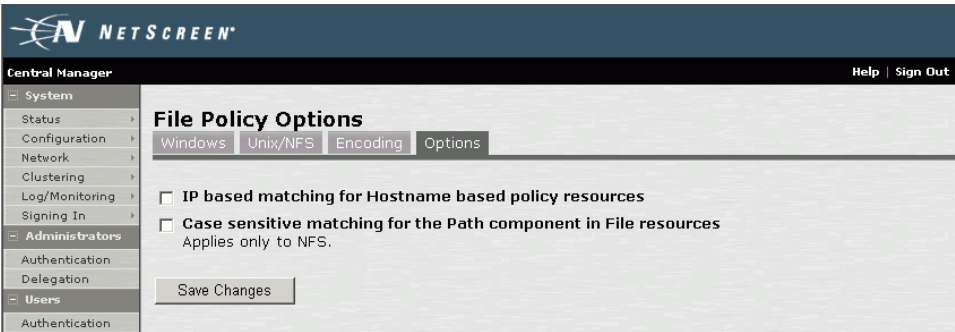 NETSCREEN
Central Manager
Help | Sign Out
System
Status
Configuration
Network
Clustering
Log/Monitoring
Signing In
Administrators
Authentication
Delegation
Users
Authentication
File Policy Options
Windows Unix/NFS Encoding Options
IP based matching for Hostname based policy resources
Case sensitive matching for the Path component in File resources
Applies only to NFS.
Save Changes